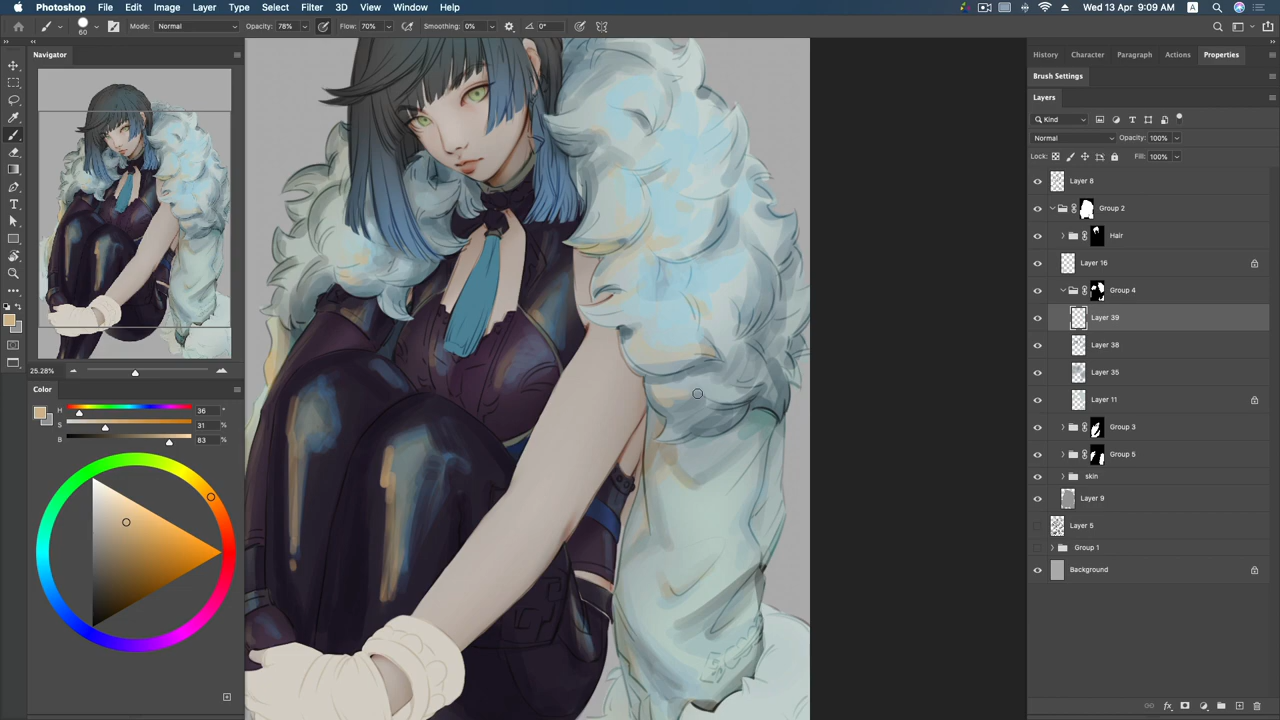 Photoshop File Edit Image Layer Type Select Filter 3D View Window Help Wed 13 Apr 9:09 AM A
60 Mode: Normal Opacity: 78% Flow: 70% Smoothing: 0% 0°
Navigator
25.28%
Color
H 36 °
S 31 %
B 83 %
History Character Paragraph Actions Properties
Brush Settings
Layers
Kind
Normal Opacity: 100%
Lock: Fill: 100%
Layer 8
Group 2
Hair
Layer 16
Group 4
Layer 39
Layer 38
Layer 35
Layer 11
Group 3
Group 5
skin
Layer 9
Layer 5
Group 1
Background
fx